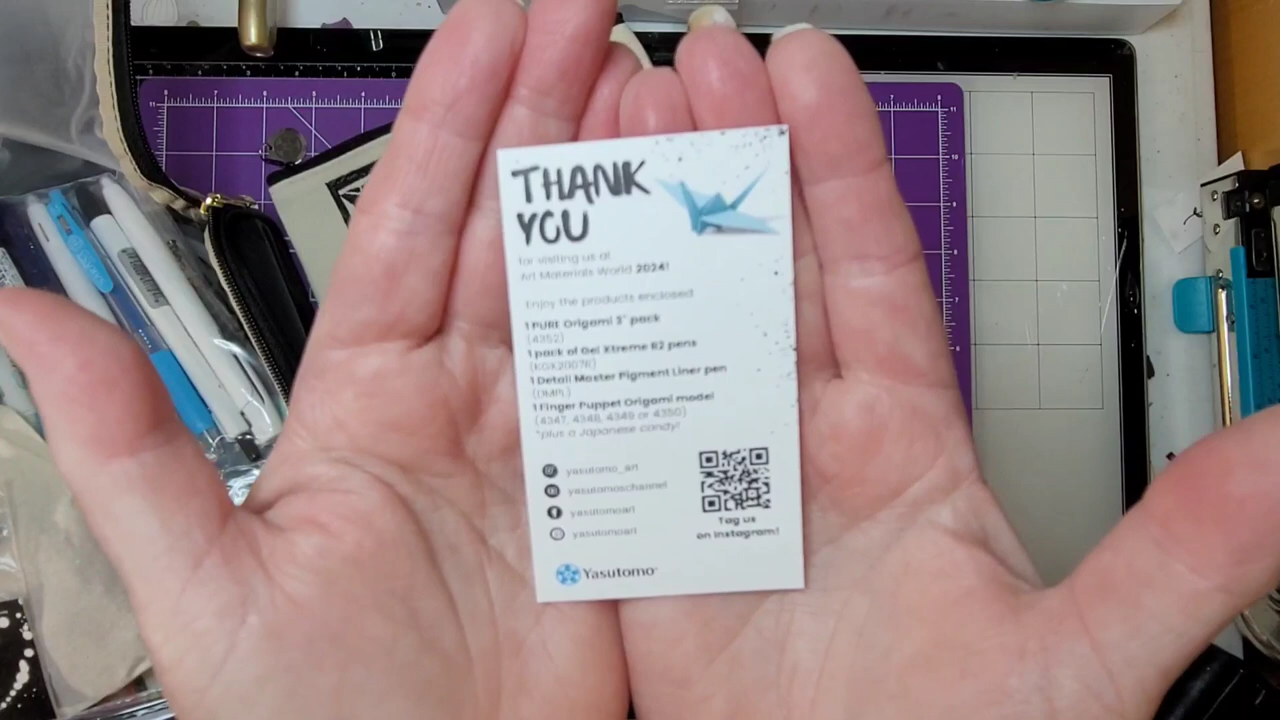 THANK
YOU
for visiting us at
Art Materials World 2024!
Enjoy the products enclosed
1 PURE Origami 3" pack
(4352)
1 pack of Gel Xtreme B2 pens
1 Detail Master Pigment Liner pen
(DMPL)
1 Finger Puppet Origami model
(4347, 4348, 4349 or 4350)
*plus a Japanese candy!
yasutomo_art
yasutomoschannel
yasutomoart
yasutomoart
Tag us
on Instagram!
Yasutomo